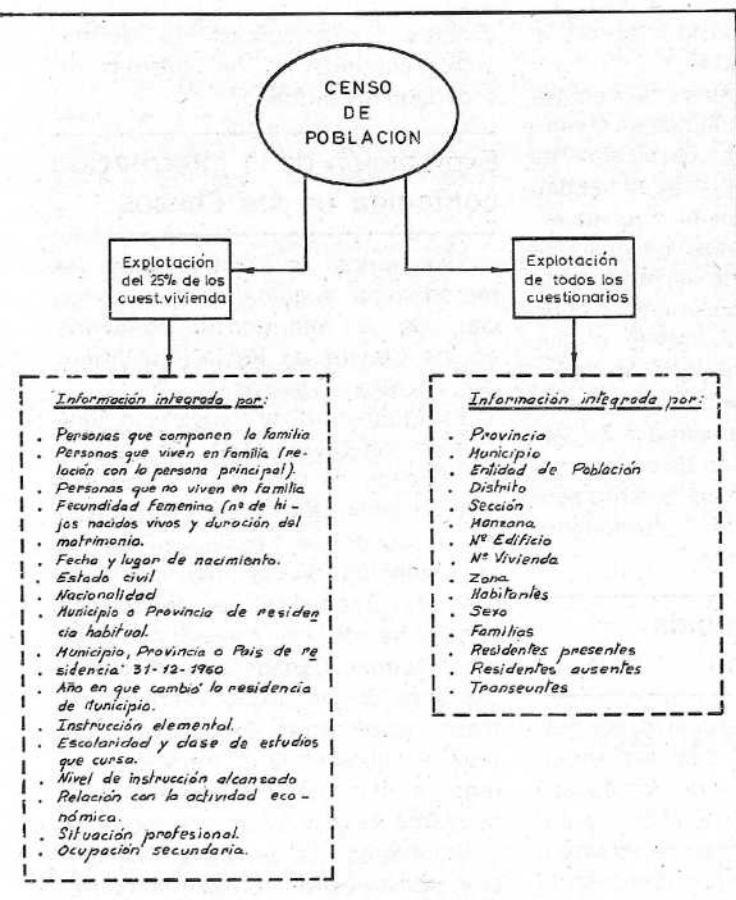 CENSO
DE
POBLACION
Explotación
del 25% de los
cuest.vivienda
Explotación
de todos los
cuestionarios
Información integrada por:
. Personas que componen la familia
. Personas que viven en familia (re-
lación con la persona principal).
. Personas que no viven en familia
. Fecundidad Femenina (nº de hi-
jos nacidos vivos y duración del
. matrimonio.
. Fecha y lugar de nacimiento.
. Estado civil
. Nacionalidad
. Municipio o Provincia de residen
cia habitual.
. Municipio, Provincia o Pais de re
. sidencia 31-12-1960
. Año en que cambió la residencia
de Municipio.
. Instrucción elemental.
. Escolaridad y clase de estudios
que cursa.
. Nivel de instrucción alcansado
. Relación con la actividad eco-
nómica.
. Situación profesional.
. Ocupación secundaria.
Información integrada por:
. Provincia
. Municipio
. Entidad de Población
. Distrito
. Sección
. Manzana
. Nº Edificio
. Nº Vivienda
. Zona
. Habitantes
. Sexo
. Familias
. Residentes presentes
. Residentes ausentes
. Transeuntes